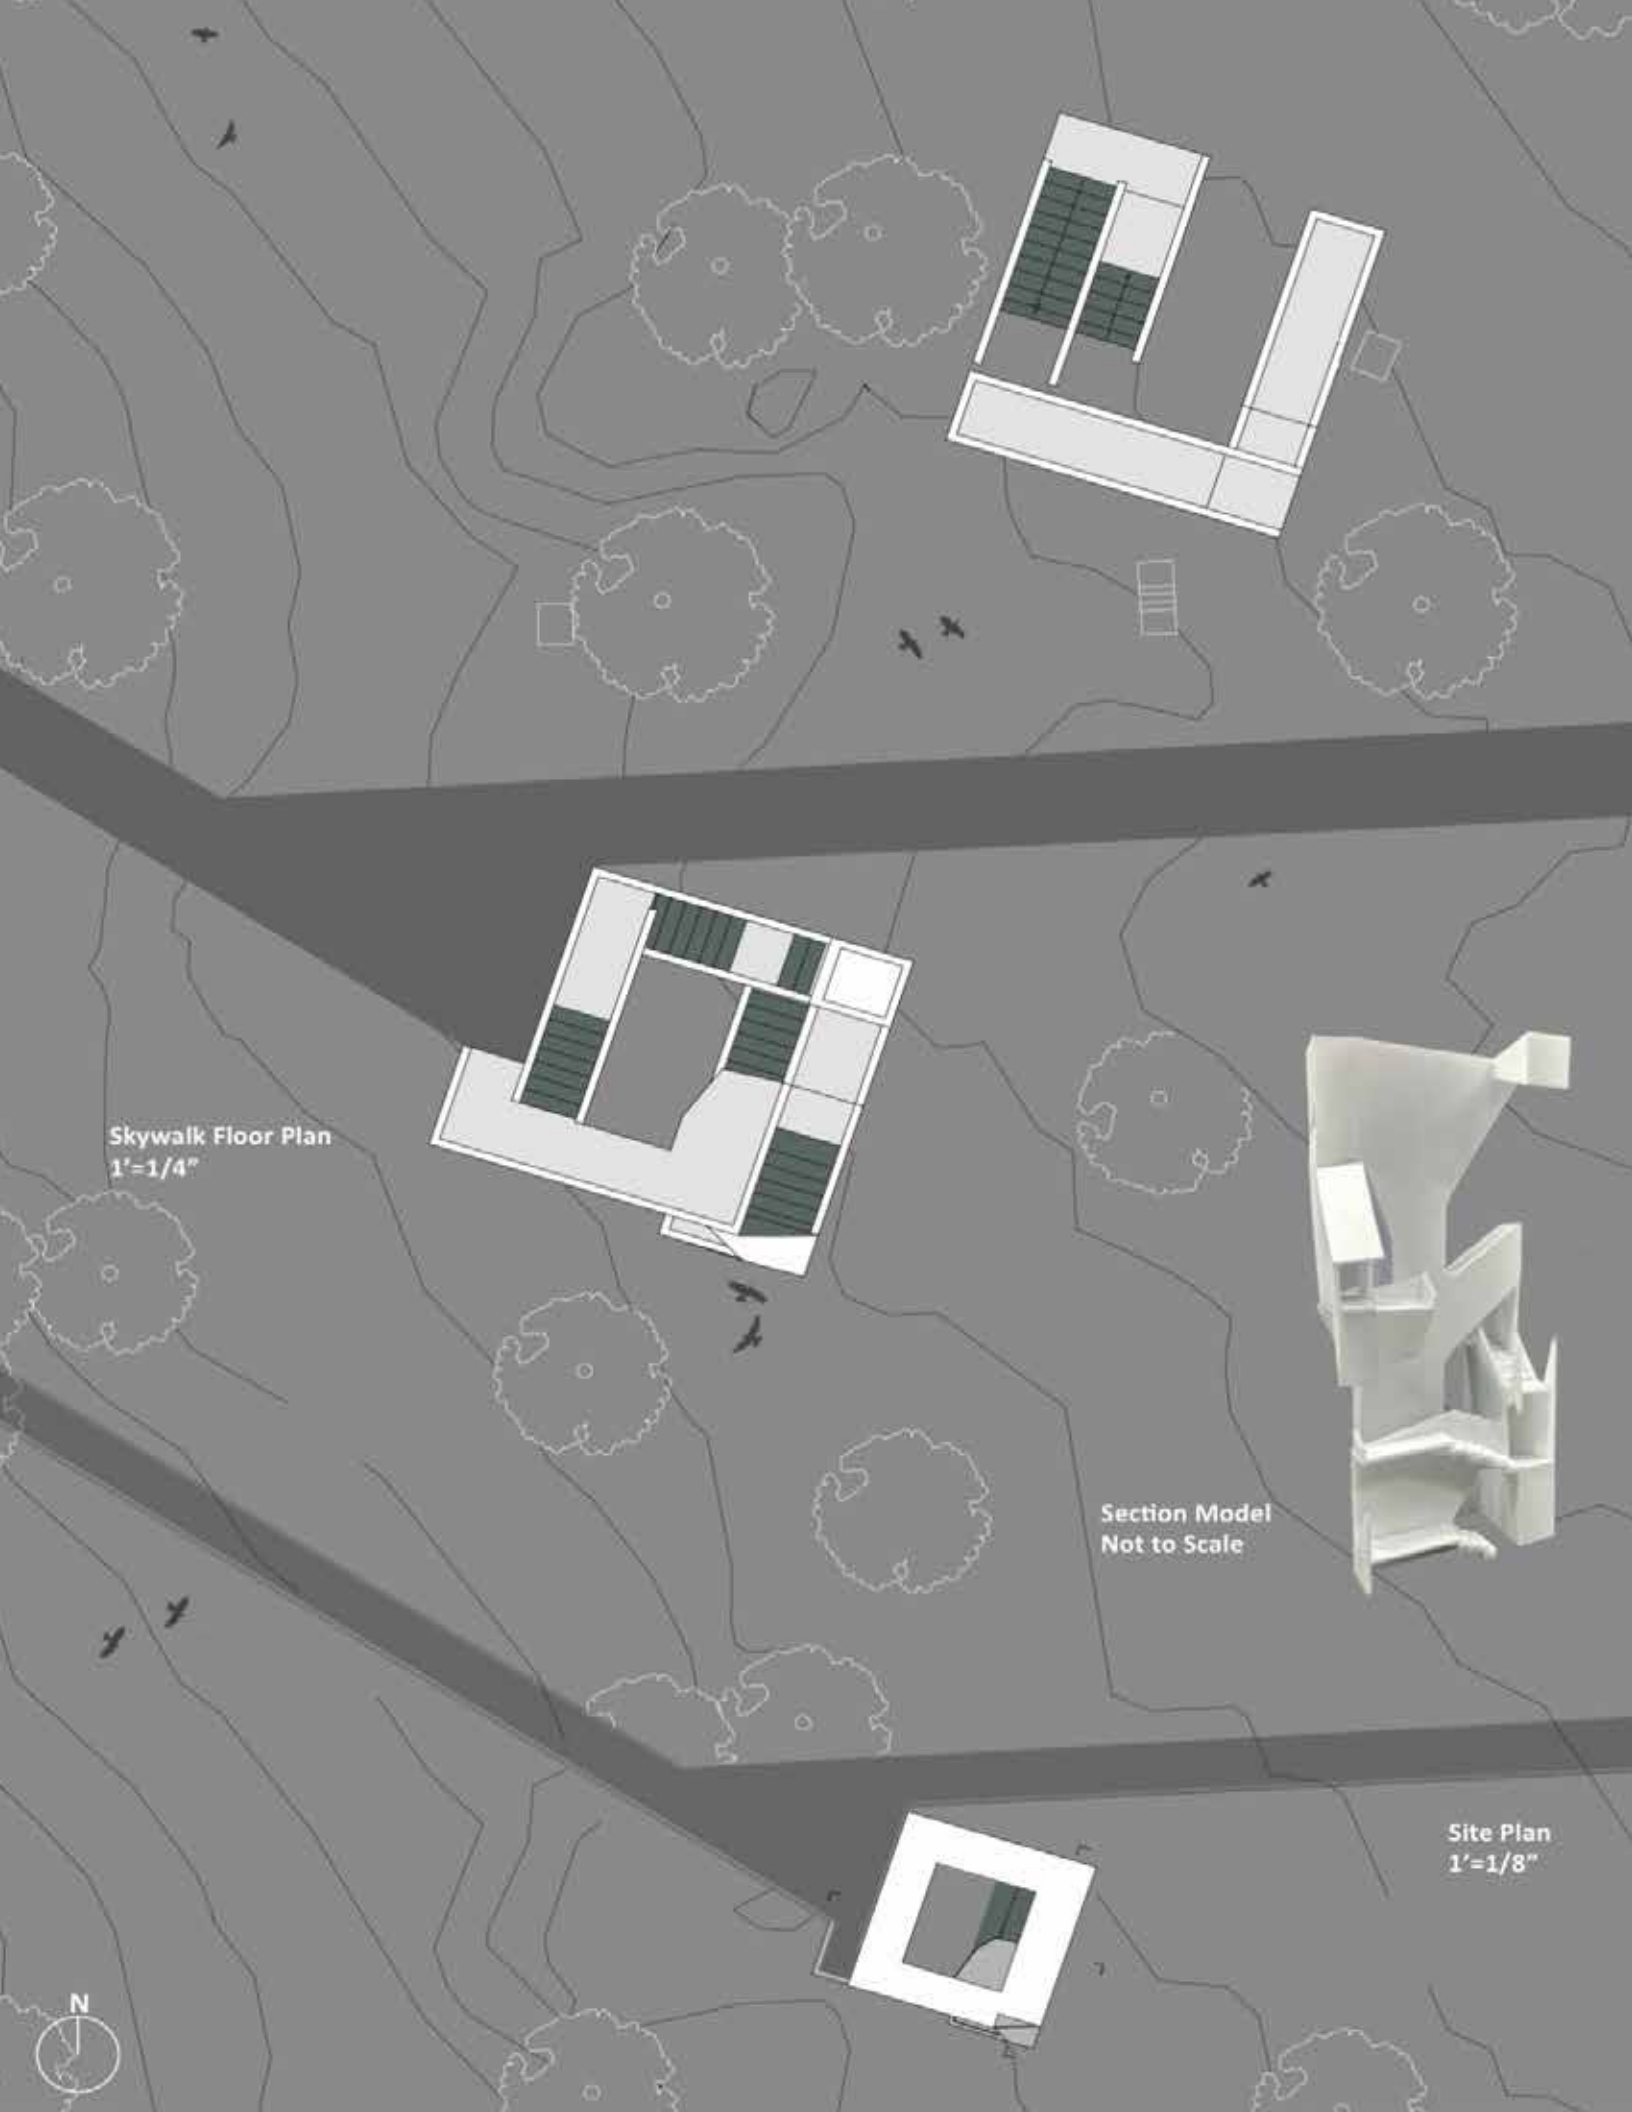 Skywalk Floor Plan
1’=1/4”
Section Model
Not to Scale
Site Plan
1’=1/8”
N